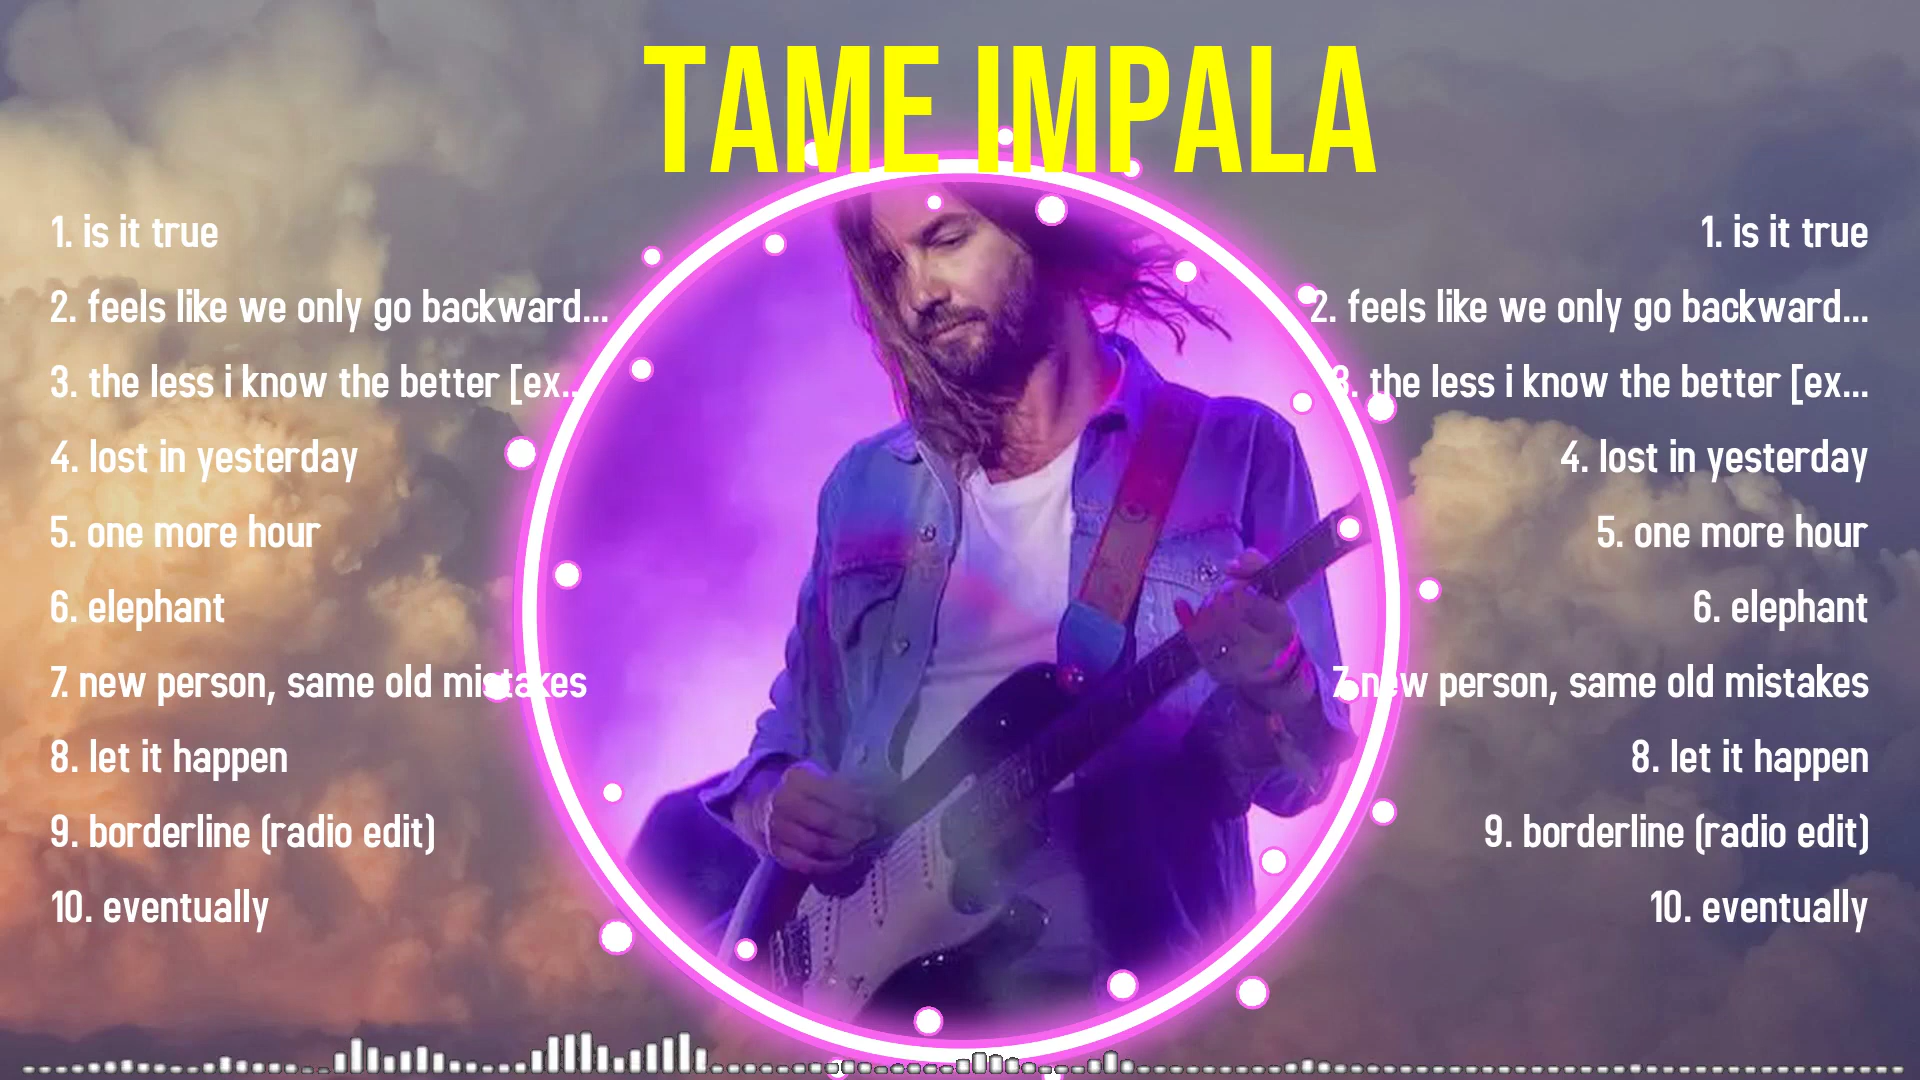 TAME IMPALA
1. is it true
2. feels like we only go backward...
3. the less i know the better [ex...
4. lost in yesterday
5. one more hour
6. elephant
7. new person, same old mistakes
8. let it happen
9. borderline (radio edit)
10. eventually
1. is it true
2. feels like we only go backward...
3. the less i know the better [ex...
4. lost in yesterday
5. one more hour
6. elephant
7. new person, same old mistakes
8. let it happen
9. borderline (radio edit)
10. eventually